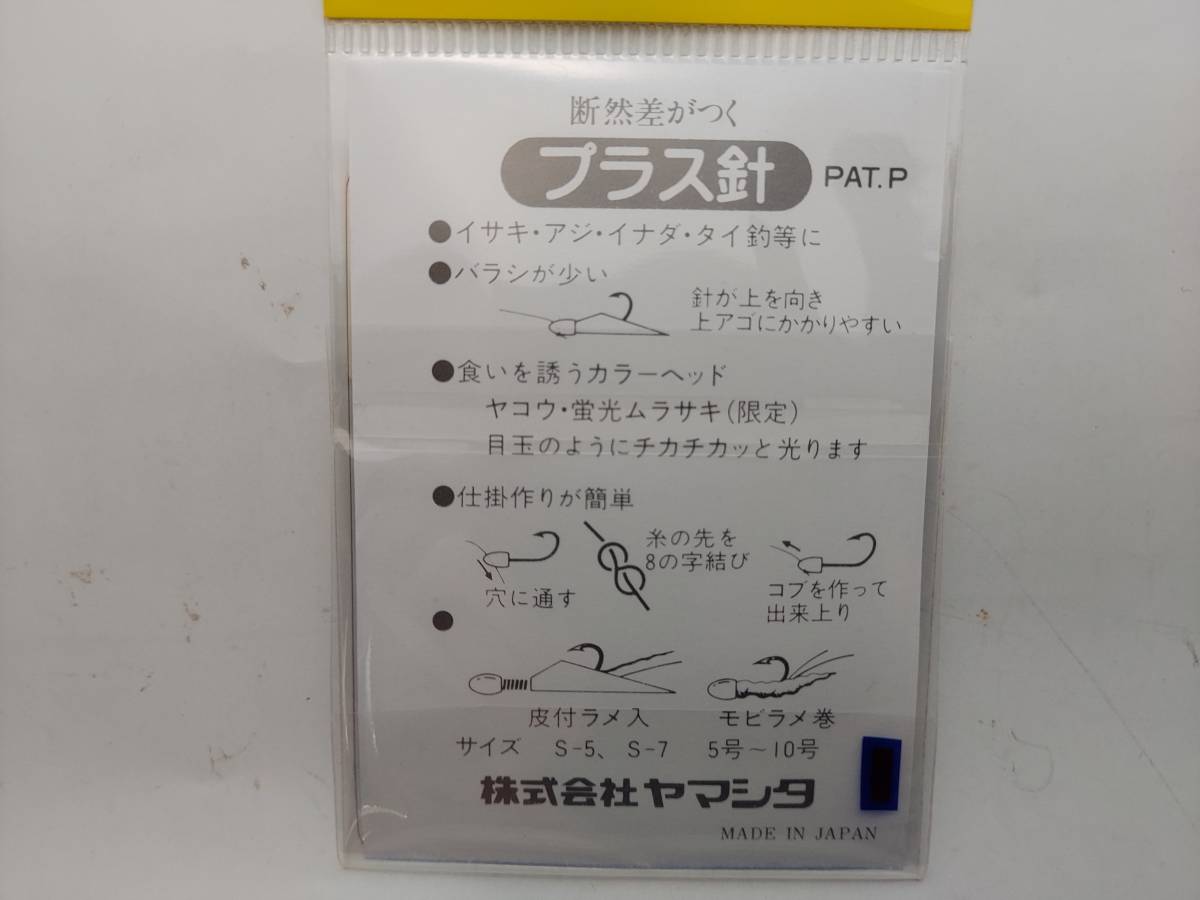 断然差がつく
プラス針 PAT.P
●イサキ・アジ・イナダ・タイ釣等に
●バラシが少い
針が上を向き
上アゴにかかりやすい
●食いを誘うカラーヘッド
ヤコウ・蛍光ムラサキ(限定)
目玉のようにチカチカッと光ります
●仕掛作りが簡単
穴に通す
糸の先を
8の字結び
コブを作って
出来上り
●
皮付ラメ入 モビラメ巻
サイズ S-5、S-7 5号～10号
株式会社ヤマシタ
MADE IN JAPAN